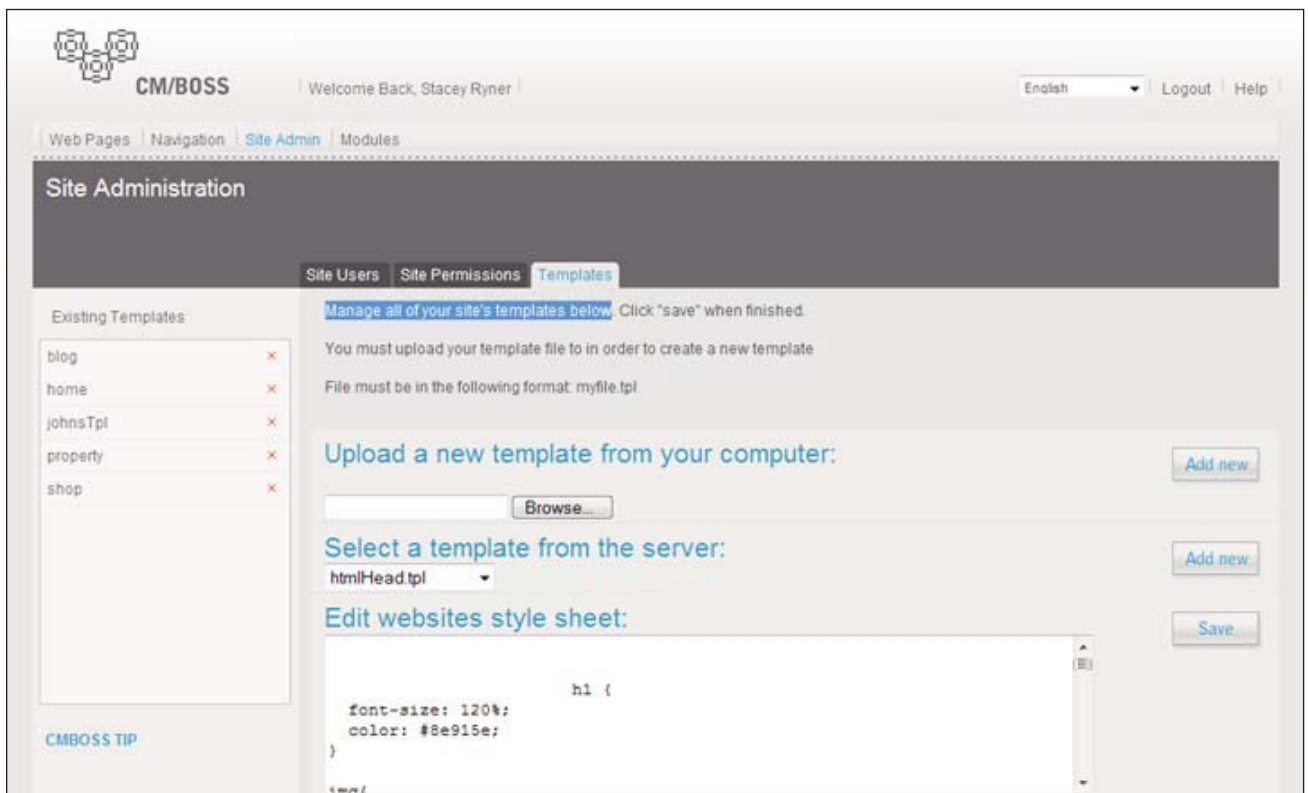 CM/BOSS
Welcome Back, Stacey Ryner
English
Logout
Help
Web Pages
Navigation
Site Admin
Modules
Site Administration
Site Users
Site Permissions
Templates
Existing Templates
blog
home
johnsTpl
property
shop
CMBOSS TIP
Manage all of your site's templates below. Click "save" when finished.
You must upload your template file to in order to create a new template
File must be in the following format: myfile.tpl
Upload a new template from your computer:
Add new
Browse...
Select a template from the server:
Add new
htmlHead.tpl
Edit websites style sheet:
Save
h1 {
font-size: 120%;
color: #8e915e;
}
img{